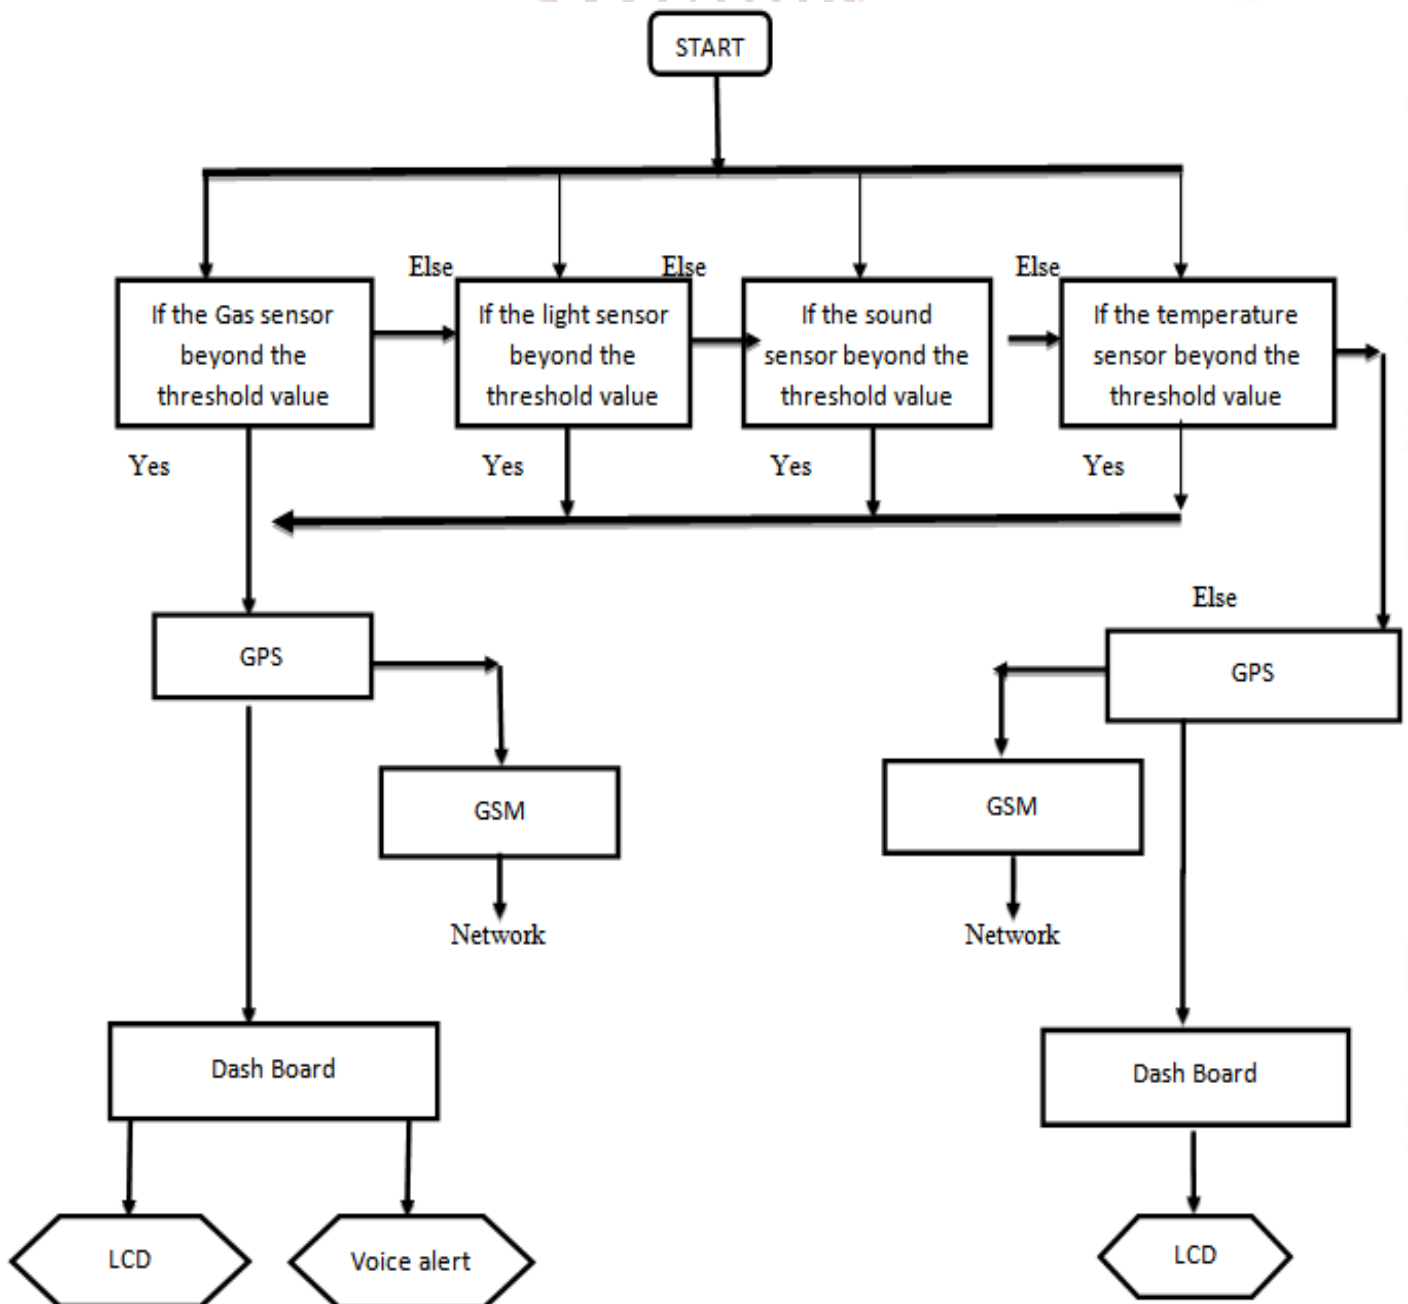 START
Else
Else
Else
If the Gas sensor
beyond the
threshold value
If the light sensor
beyond the
threshold value
If the sound
sensor beyond the
threshold value
If the temperature
sensor beyond the
threshold value
Yes
Yes
Yes
Yes
Else
GPS
GPS
GSM
GSM
Network
Network
Dash Board
Dash Board
LCD
Voice alert
LCD